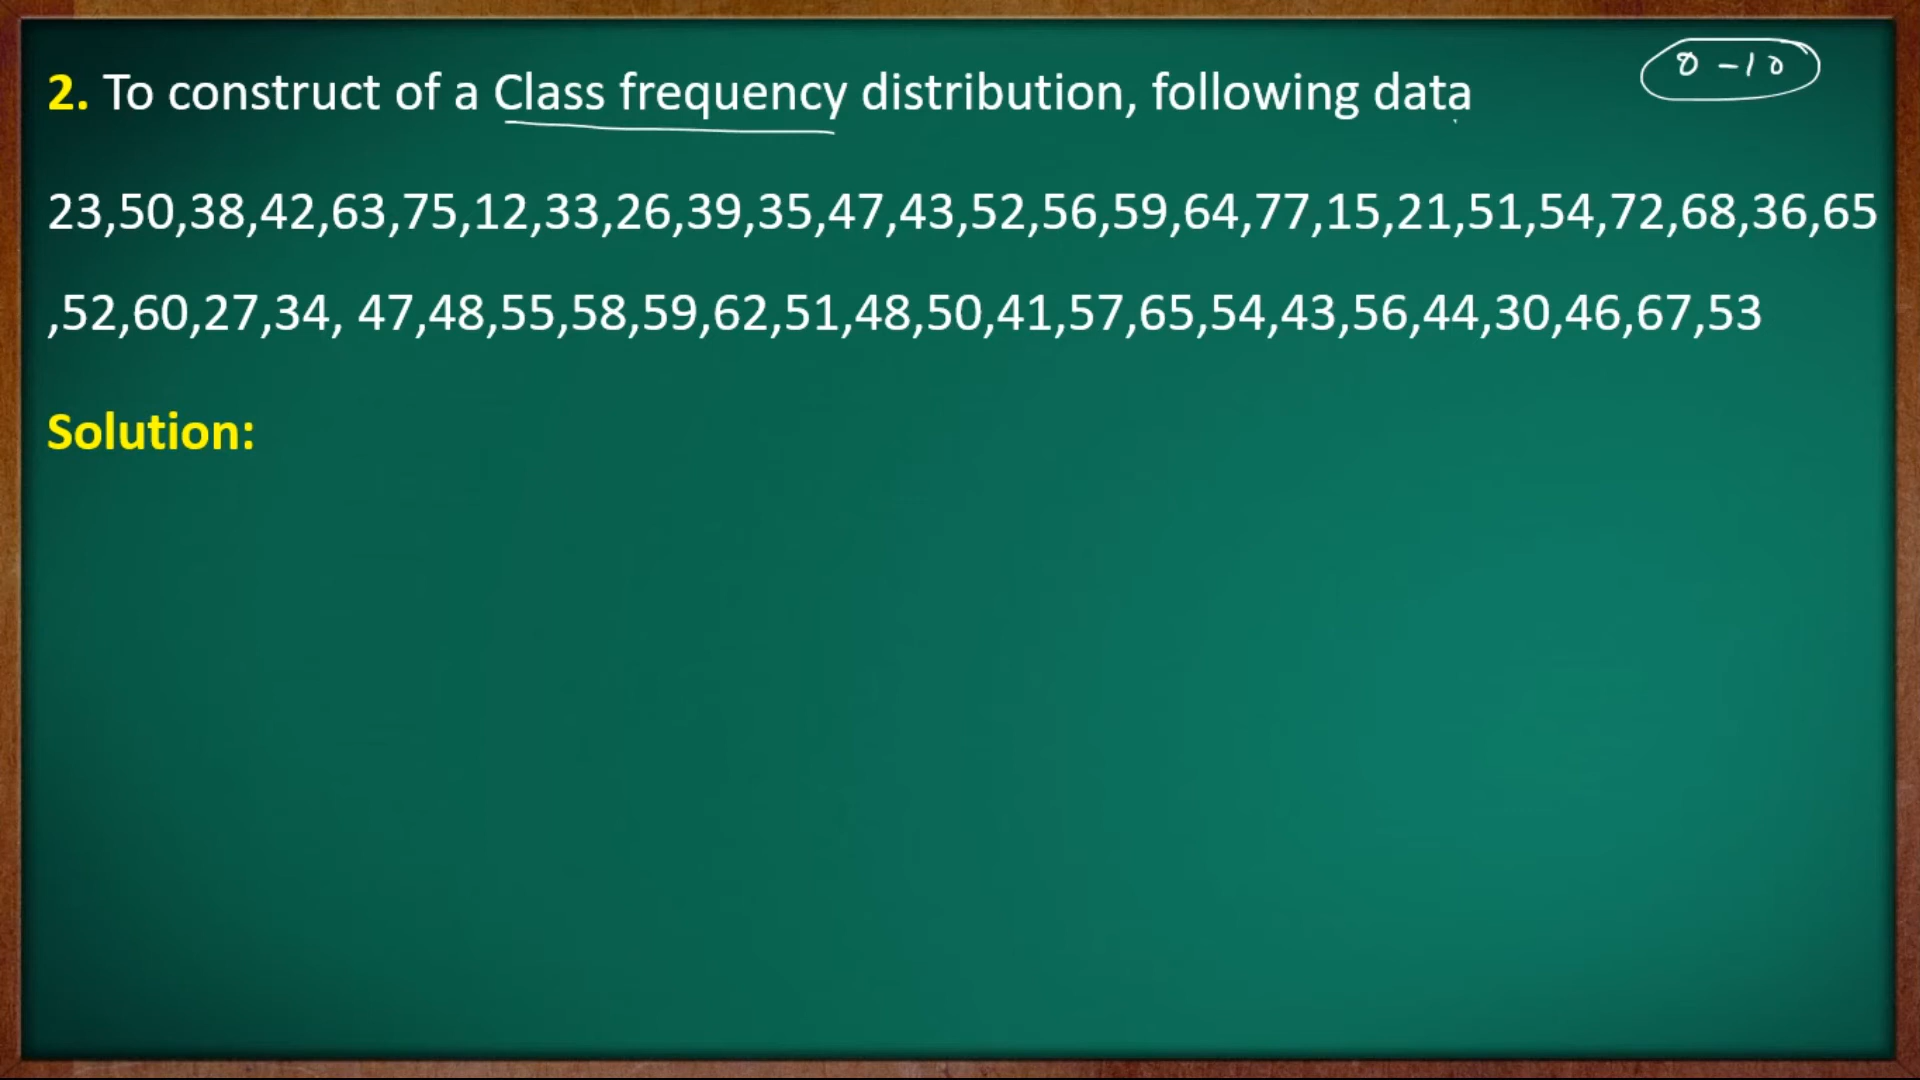 0-10
2. To construct of a Class frequency distribution, following data
23,50,38,42,63,75,12,33,26,39,35,47,43,52,56,59,64,77,15,21,51,54,72,68,36,65
,52,60,27,34, 47,48,55,58,59,62,51,48,50,41,57,65,54,43,56,44,30,46,67,53
Solution: